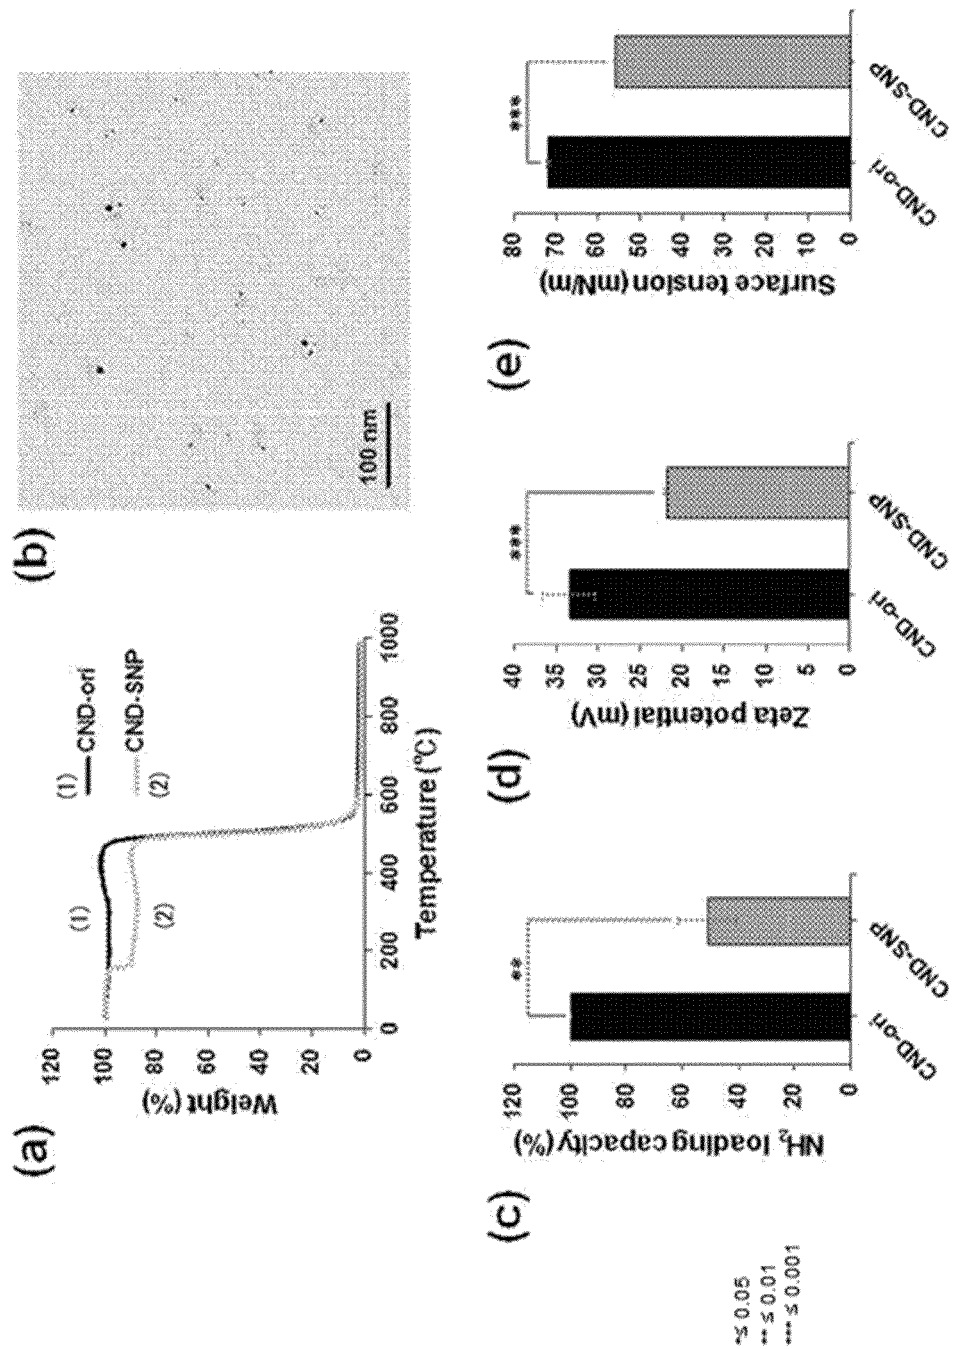 (a)
Weight (%)
120
100
80
60
40
20
0
0
200
400
600
800
1000
Temperature (°C)
(1)
(2)
(1)
CND-ori
CND-SNP
(2)
(b)
100 nm
(c)
NH₂ loading capacity (%)
120
100
80
60
40
20
0
**
CND-ori
CND-SNP
(d)
Zeta potential (mV)
40
35
30
25
20
15
10
5
0
***
CND-ori
CND-SNP
(e)
Surface tension (mN/m)
80
70
60
50
40
30
20
10
0
***
CND-ori
CND-SNP
*≤ 0.05
** ≤ 0.01
*** ≤ 0.001